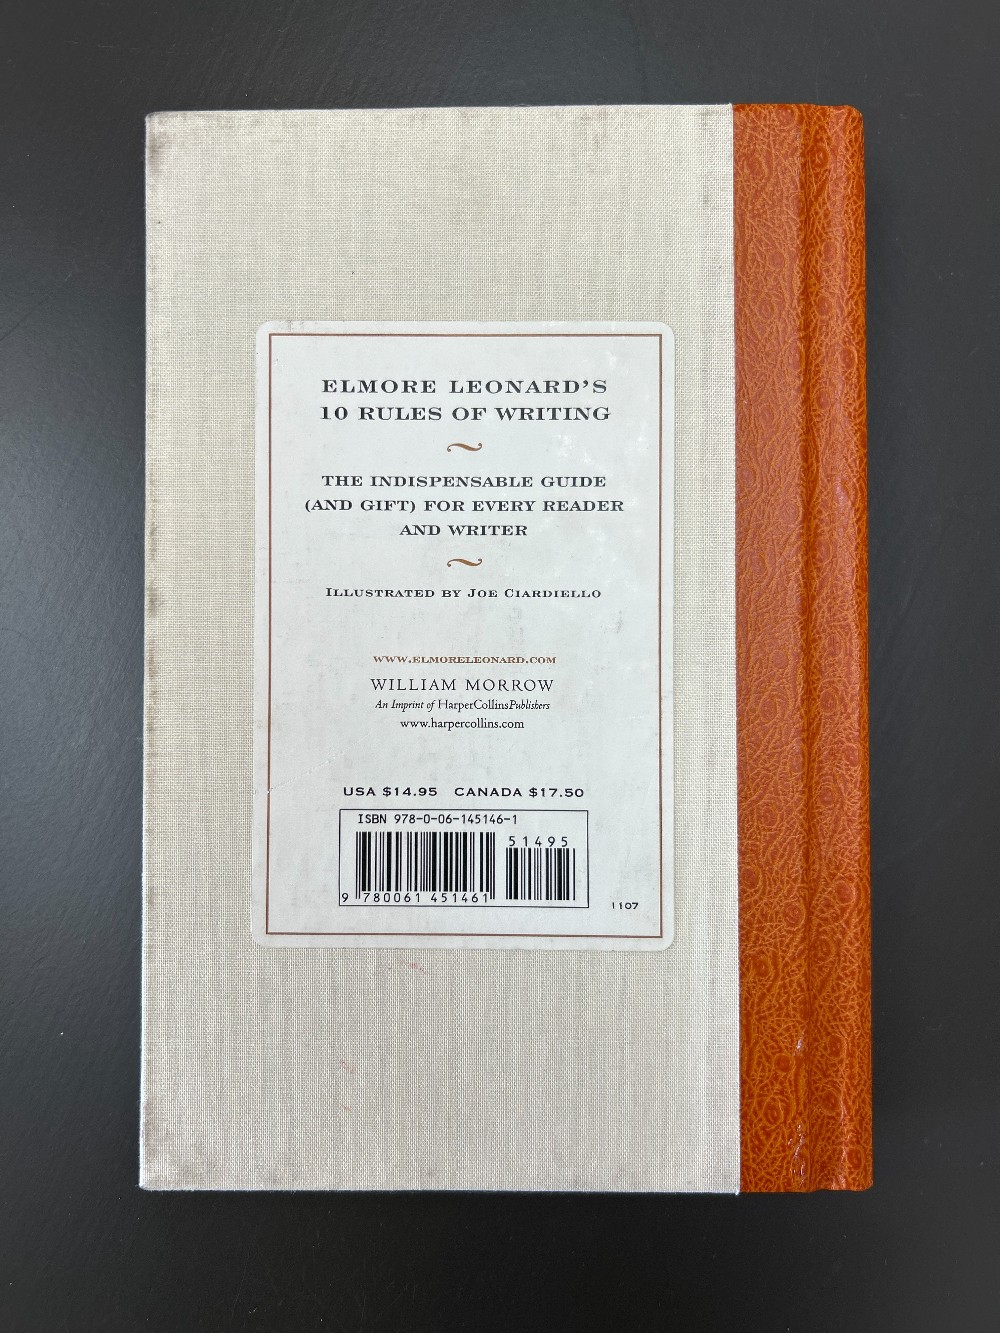 ELMORE LEONARD'S
10 RULES OF WRITING
THE INDISPENSABLE GUIDE
(AND GIFT) FOR EVERY READER
AND WRITER
ILLUSTRATED BY JOE CIARDIELLO
WWW.ELMORELEONARD.COM
WILLIAM MORROW
An Imprint of HarperCollinsPublishers
www.harpercollins.com
USA $14.95 CANADA $17.50
ISBN 978-0-06-145146-1
51495
9 780061 451461
1107